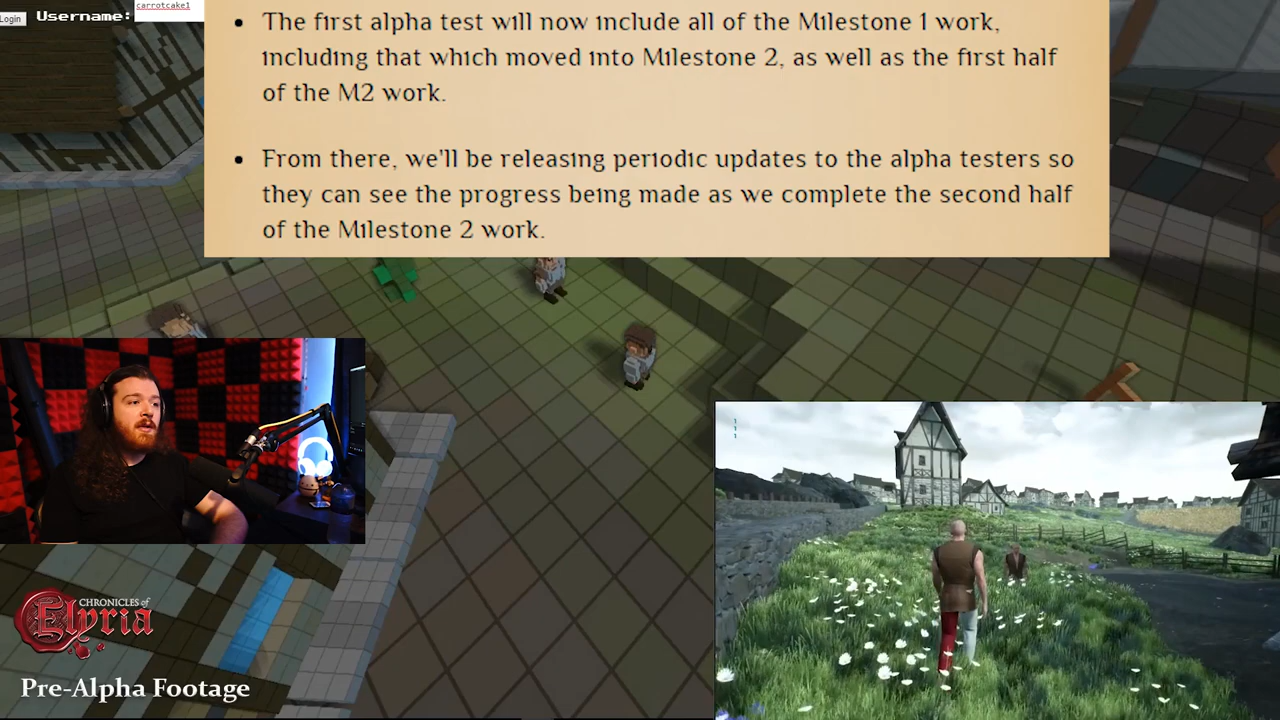 Login
Username:
carrotcake1
• The first alpha test will now include all of the Milestone 1 work,
including that which moved into Milestone 2, as well as the first half
of the M2 work.
• From there, we'll be releasing periodic updates to the alpha testers so
they can see the progress being made as we complete the second half
of the Milestone 2 work.
1
1
1
CHRONICLES of
Elyria
Pre-Alpha Footage